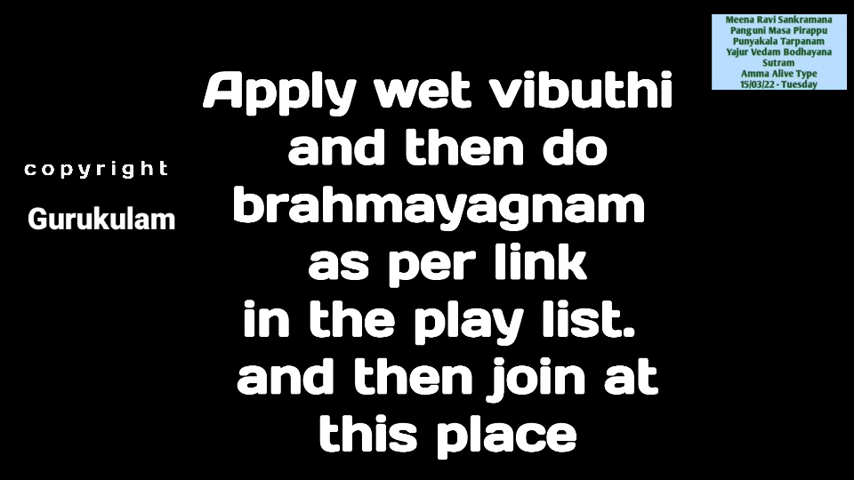 Meena Ravi Sankramana
Panguni Masa Pirappu
Punyakala Tarpanam
Yajur Vedam Bodhayana
Sutram
Amma Alive Type
15/03/22 - Tuesday
Apply wet vibuthi
and then do
brahmayagnam
as per link
in the play list.
and then join at
this place
copyright
Gurukulam